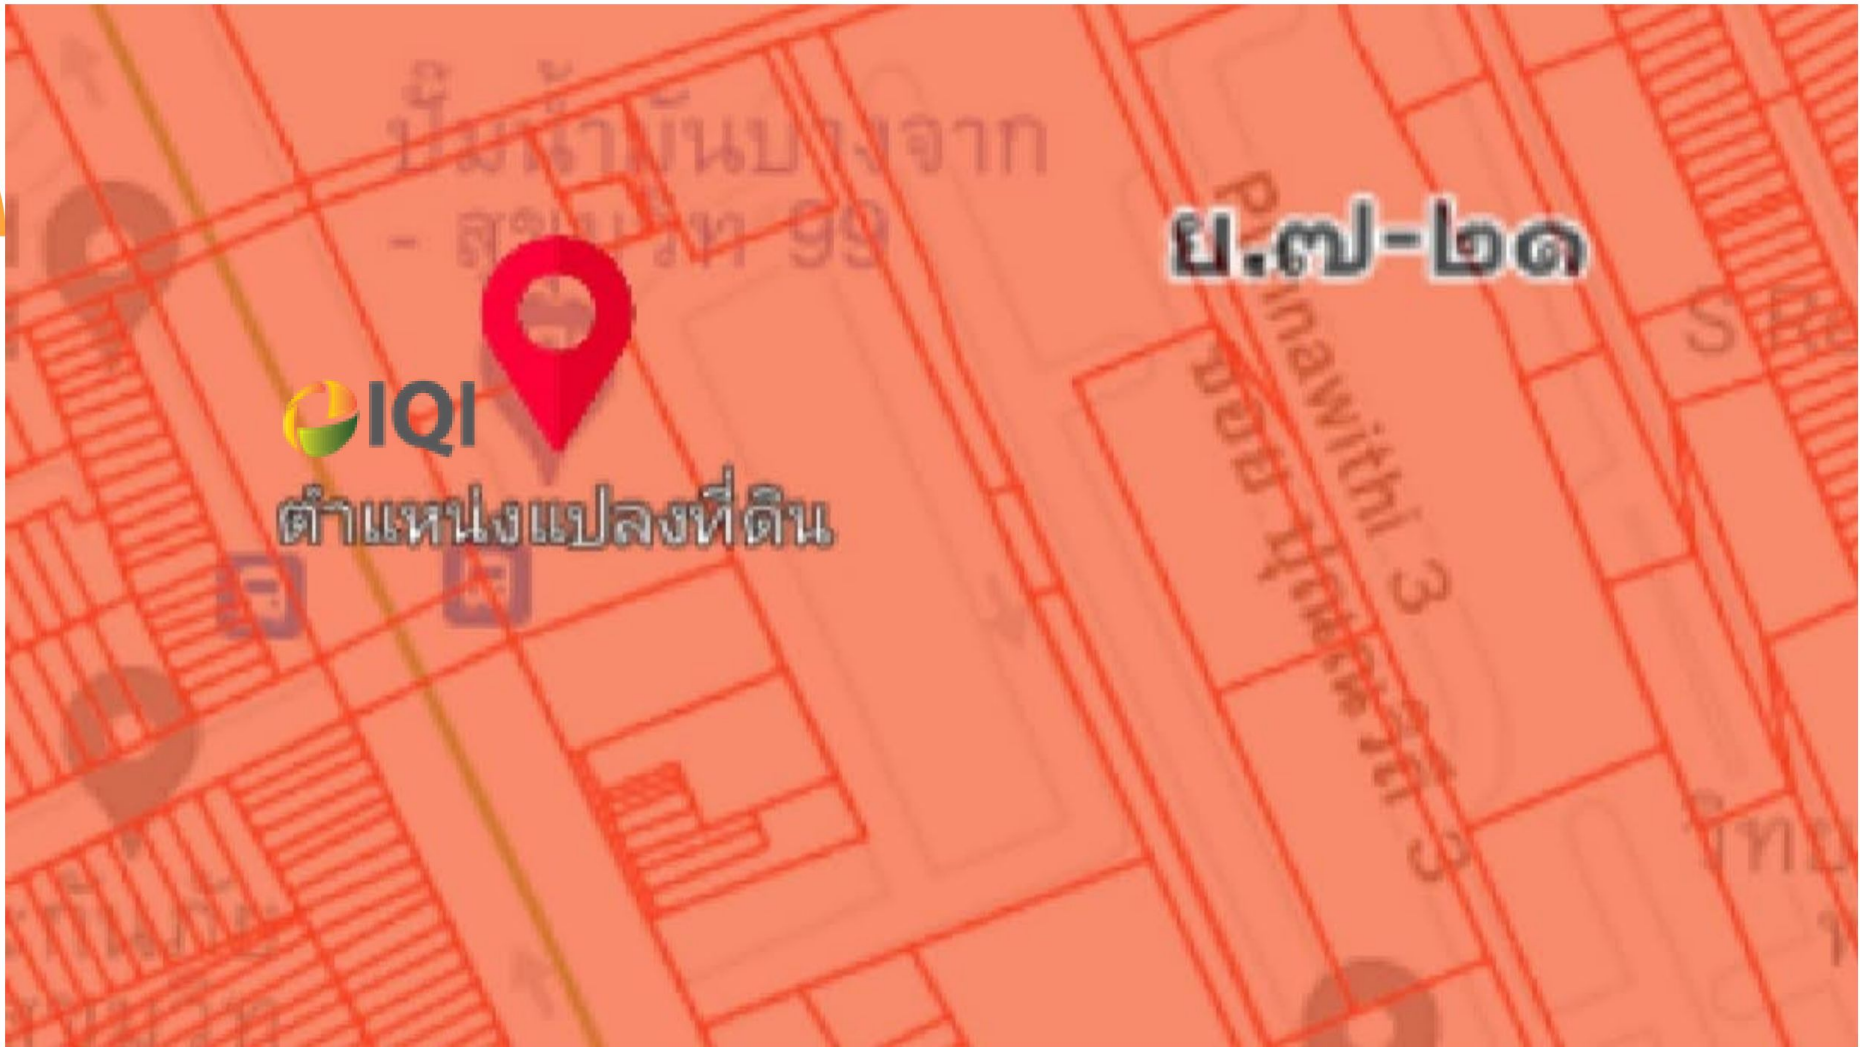 ปั๊มน้ำมันบางจาก
- สุขุมวิท 99
ย.๗-๒๑
Punnawithi 3
ซอย ปุณณวิถี 3
IQI
ตำแหน่งแปลงที่ดิน
S